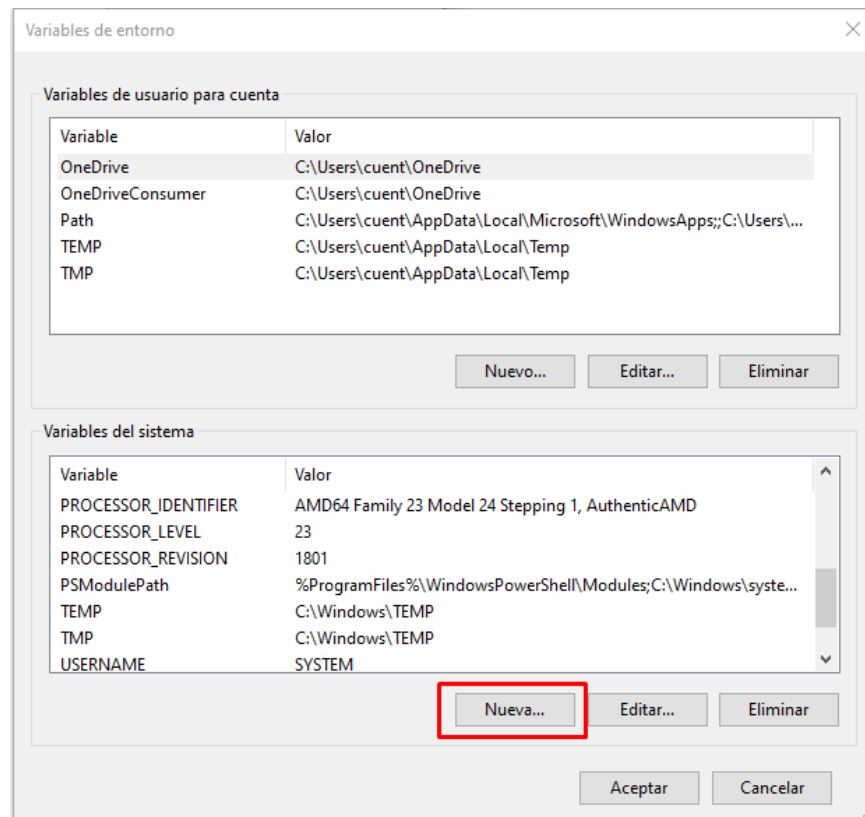 Variables de entorno
Variables de usuario para cuenta
Variable Valor
OneDrive C:\Users\cuent\OneDrive
OneDriveConsumer C:\Users\cuent\OneDrive
Path C:\Users\cuent\AppData\Local\Microsoft\WindowsApps;;C:\Users\...
TEMP C:\Users\cuent\AppData\Local\Temp
TMP C:\Users\cuent\AppData\Local\Temp
Nuevo... Editar... Eliminar
Variables del sistema
Variable Valor
PROCESSOR_IDENTIFIER AMD64 Family 23 Model 24 Stepping 1, AuthenticAMD
PROCESSOR_LEVEL 23
PROCESSOR_REVISION 1801
PSModulePath %ProgramFiles%\WindowsPowerShell\Modules;C:\Windows\syste...
TEMP C:\Windows\TEMP
TMP C:\Windows\TEMP
USERNAME SYSTEM
Nueva... Editar... Eliminar
Aceptar Cancelar